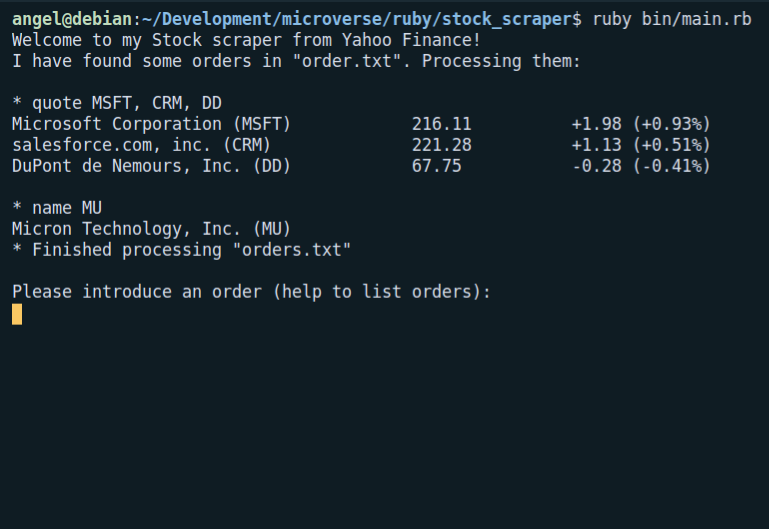 angel@debian:~/Development/microverse/ruby/stock_scraper$ ruby bin/main.rb
Welcome to my Stock scraper from Yahoo Finance!
I have found some orders in "order.txt". Processing them:
* quote MSFT, CRM, DD
Microsoft Corporation (MSFT) 216.11 +1.98 (+0.93%)
salesforce.com, inc. (CRM) 221.28 +1.13 (+0.51%)
DuPont de Nemours, Inc. (DD) 67.75 -0.28 (-0.41%)
* name MU
Micron Technology, Inc. (MU)
* Finished processing "orders.txt"
Please introduce an order (help to list orders):